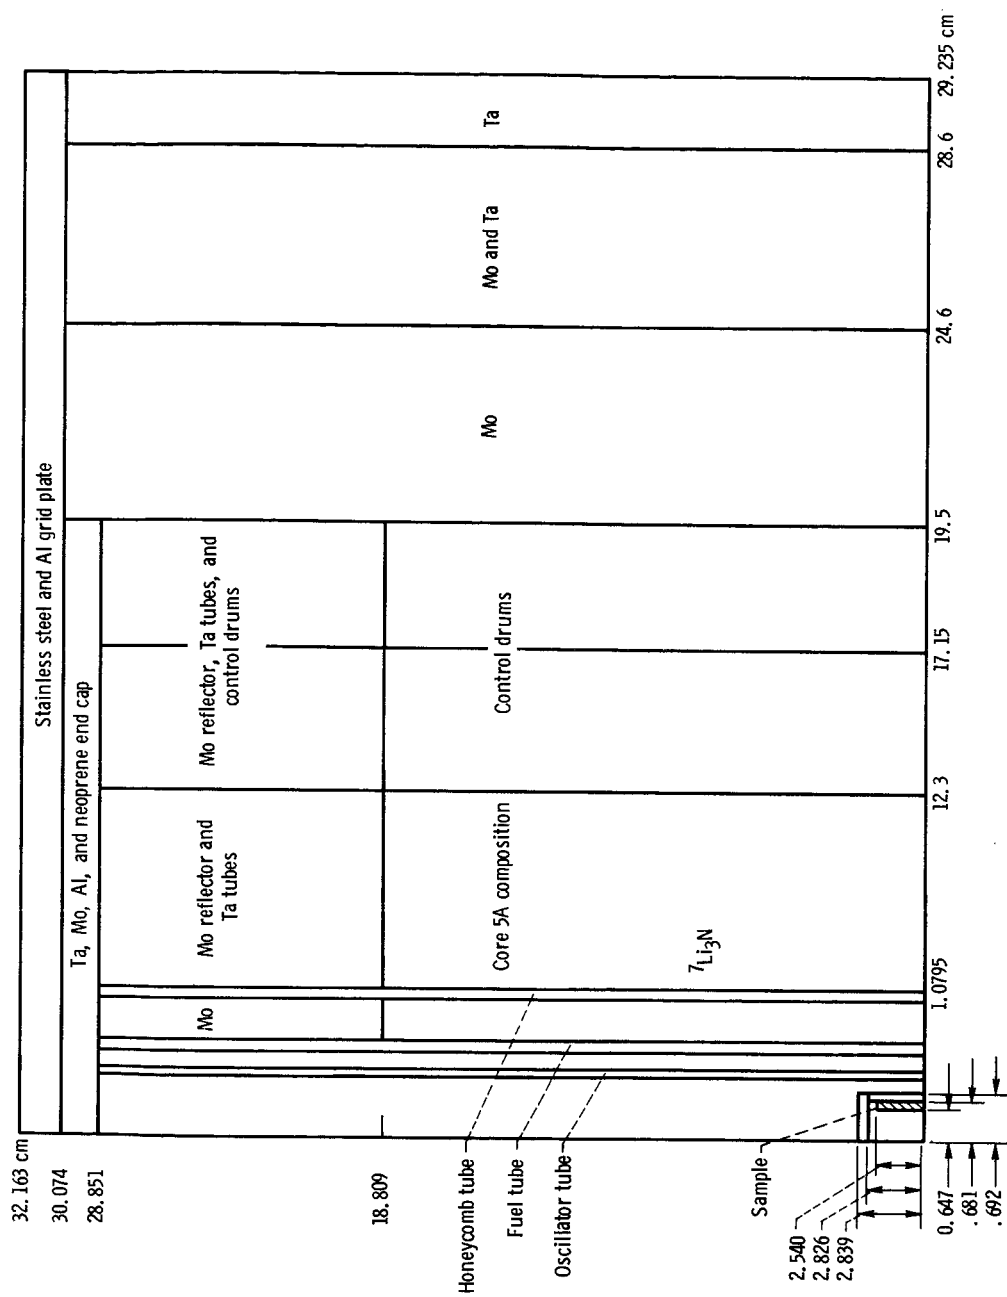 32.163 cm
Stainless steel and Al grid plate
30.074
Ta, Mo, Al, and neoprene end cap
28.851
Mo
Mo reflector and
Ta tubes
Mo reflector, Ta tubes, and
control drums
18.809
Honeycomb tube
Fuel tube
Oscillator tube
Core 5A composition
Control drums
Mo
Mo and Ta
Ta
7Li3N
Sample
2.540
2.826
2.839
0.647
.681
.692
1.0795
12.3
17.15
19.5
24.6
28.6
29.235 cm